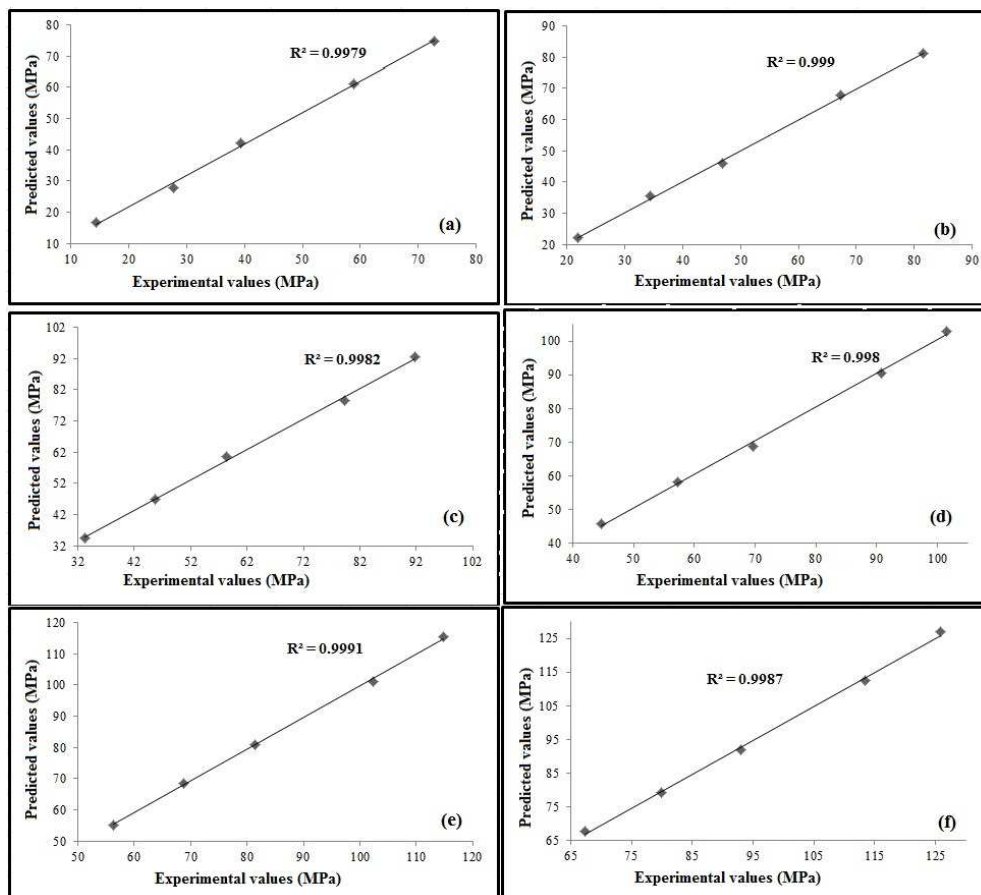 80
70
60
50
40
30
20
10
10 20 30 40 50 60 70 80
Predicted values (MPa)
Experimental values (MPa)
R² = 0.9979
(a)
90
80
70
60
50
40
30
20
20 30 40 50 60 70 80 90
Predicted values (MPa)
Experimental values (MPa)
R² = 0.999
(b)
102
92
82
72
62
52
42
32
32 42 52 62 72 82 92 102
Predicted values (MPa)
Experimental values (MPa)
R² = 0.9982
(c)
100
90
80
70
60
50
40
40 50 60 70 80 90 100
Predicted values (MPa)
Experimental values (MPa)
R² = 0.998
(d)
120
110
100
90
80
70
60
50
50 60 70 80 90 100 110 120
Predicted values (MPa)
Experimental values (MPa)
R² = 0.9991
(e)
125
115
105
95
85
75
65
65 75 85 95 105 115 125
Predicted values (MPa)
Experimental values (MPa)
R² = 0.9987
(f)